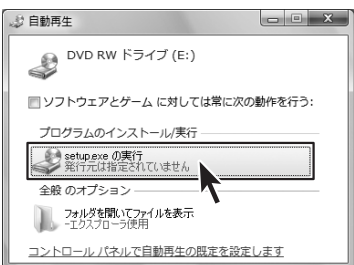 自動再生
DVD RW ドライブ (E:)
ソフトウェアとゲーム に対しては常に次の動作を行う:
プログラムのインストール/実行
setup.exe の実行
発行元は指定されていません
全般 のオプション
フォルダを開いてファイルを表示
-エクスプローラ使用
コントロール パネルで自動再生の既定を設定します